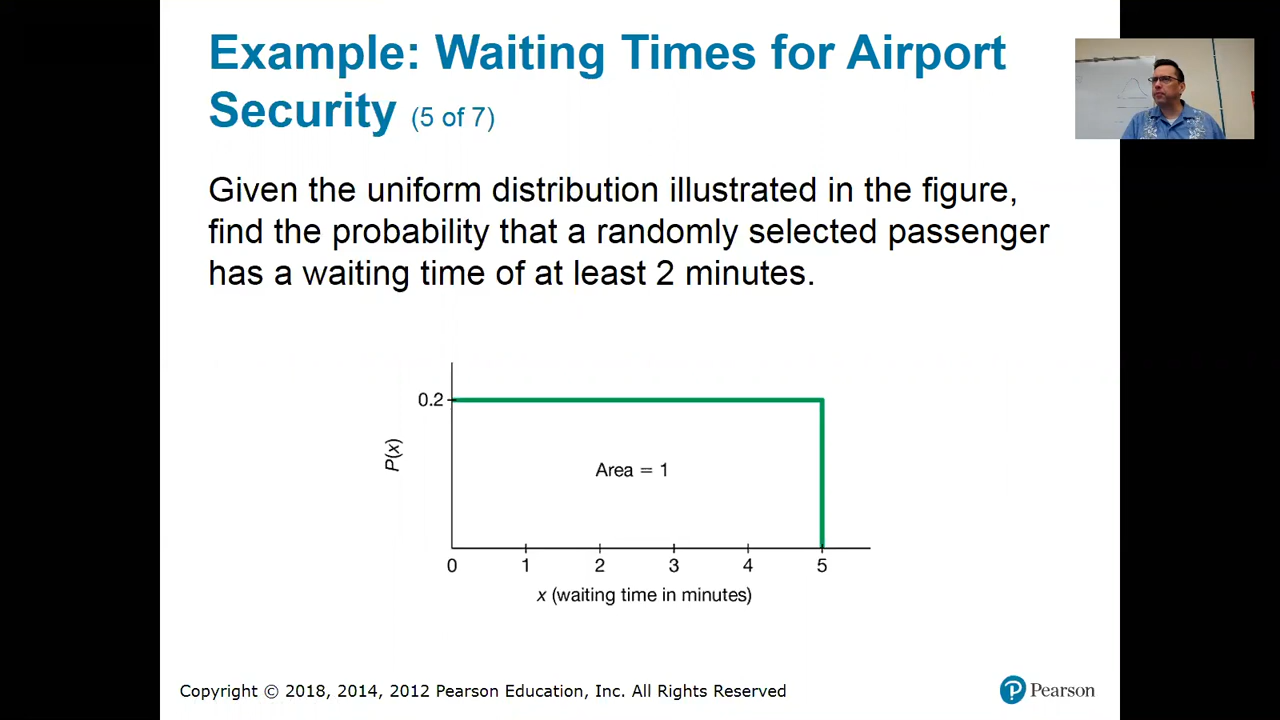 Example: Waiting Times for Airport
Security (5 of 7)
Given the uniform distribution illustrated in the figure,
find the probability that a randomly selected passenger
has a waiting time of at least 2 minutes.
0.2
P(x)
Area = 1
0 1 2 3 4 5
x (waiting time in minutes)
Copyright © 2018, 2014, 2012 Pearson Education, Inc. All Rights Reserved
P Pearson